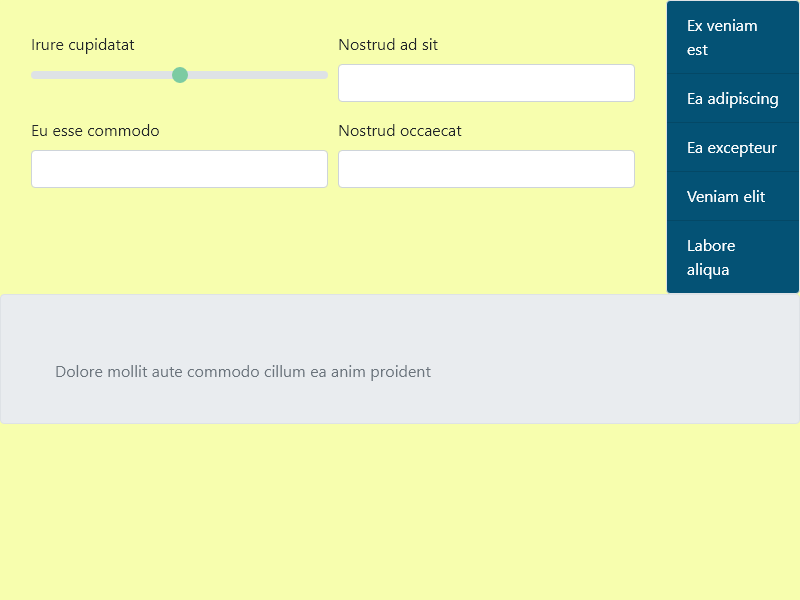 Irure cupidatat
Nostrud ad sit
Eu esse commodo
Nostrud occaecat
Ex veniam
est
Ea adipiscing
Ea excepteur
Veniam elit
Labore
aliqua
Dolore mollit aute commodo cillum ea anim proident